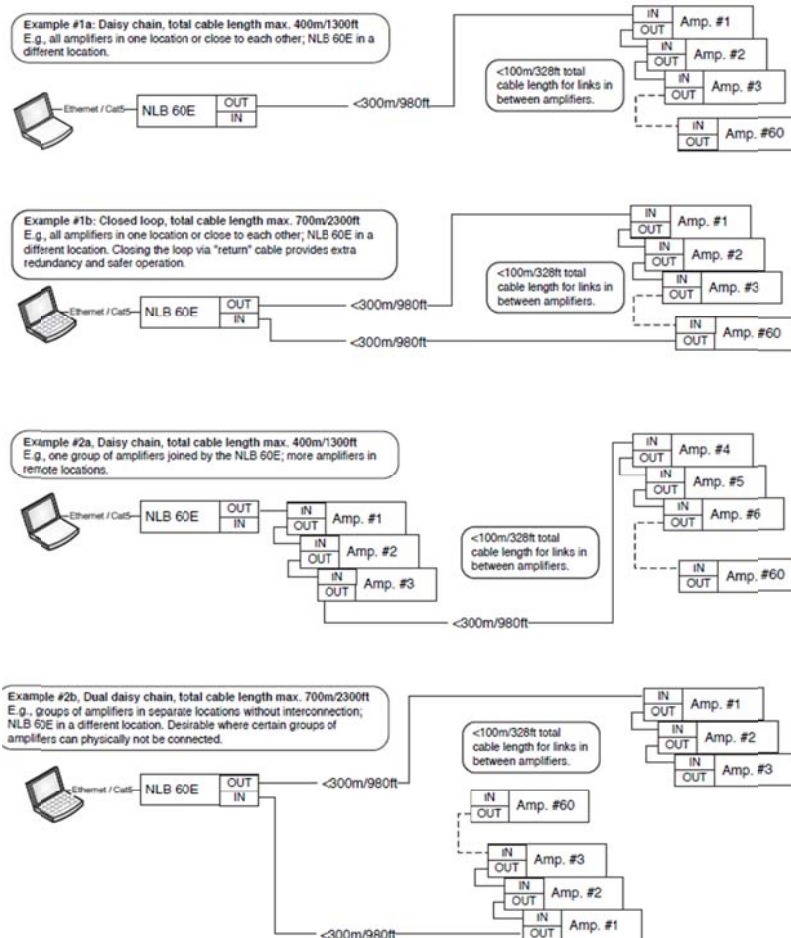 Example #1a: Daisy chain, total cable length max. 400m/1300ft
E.g., all amplifiers in one location or close to each other; NLB 60E in a
different location.
Ethernet / Cat5
NLB 60E
OUT
IN
<300m/980ft
<100m/328ft total
cable length for links in
between amplifiers.
IN
OUT
Amp. #1
IN
OUT
Amp. #2
IN
OUT
Amp. #3
IN
OUT
Amp. #60
Example #1b: Closed loop, total cable length max. 700m/2300ft
E.g., all amplifiers in one location or close to each other; NLB 60E in a
different location. Closing the loop via "return" cable provides extra
redundancy and safer operation.
Ethernet / Cat5
NLB 60E
OUT
IN
<300m/980ft
<300m/980ft
<100m/328ft total
cable length for links in
between amplifiers.
IN
OUT
Amp. #1
IN
OUT
Amp. #2
IN
OUT
Amp. #3
IN
OUT
Amp. #60
Example #2a, Daisy chain, total cable length max. 400m/1300ft
E.g., one group of amplifiers joined by the NLB 60E; more amplifiers in
remote locations.
Ethernet / Cat5
NLB 60E
OUT
IN
IN
OUT
Amp. #1
IN
OUT
Amp. #2
IN
OUT
Amp. #3
<300m/980ft
<100m/328ft total
cable length for links in
between amplifiers.
IN
OUT
Amp. #4
IN
OUT
Amp. #5
IN
OUT
Amp. #6
IN
OUT
Amp. #60
Example #2b, Dual daisy chain, total cable length max. 700m/2300ft
E.g., groups of amplifiers in separate locations without interconnection;
NLB 60E in a different location. Desirable where certain groups of
amplifiers can physically not be connected.
Ethernet / Cat5
NLB 60E
OUT
IN
<300m/980ft
<100m/328ft total
cable length for links in
between amplifiers.
IN
OUT
Amp. #1
IN
OUT
Amp. #2
IN
OUT
Amp. #3
IN
OUT
Amp. #60
IN
OUT
Amp. #3
IN
OUT
Amp. #2
IN
OUT
Amp. #1
<300m/980ft